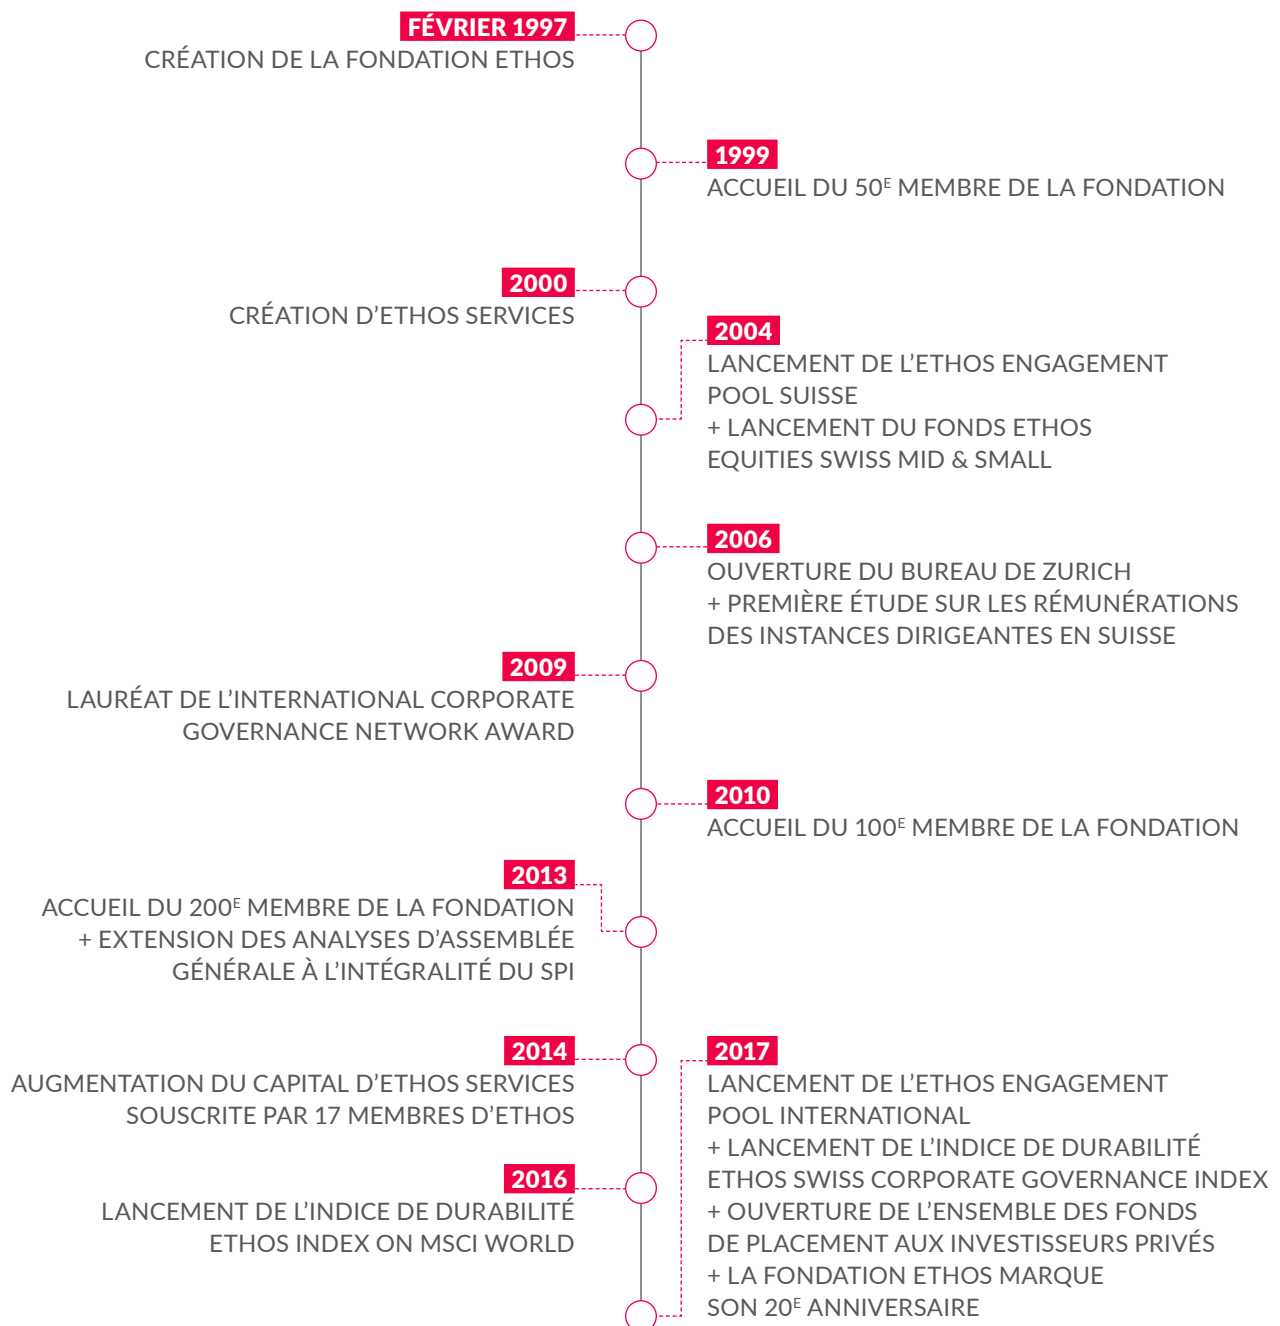 FÉVRIER 1997
CRÉATION DE LA FONDATION ETHOS
1999
ACCUEIL DU 50E MEMBRE DE LA FONDATION
2000
CRÉATION D'ETHOS SERVICES
2004
LANCEMENT DE L'ETHOS ENGAGEMENT
POOL SUISSE
+ LANCEMENT DU FONDS ETHOS
EQUITIES SWISS MID & SMALL
2006
OUVERTURE DU BUREAU DE ZURICH
+ PREMIÈRE ÉTUDE SUR LES RÉMUNÉRATIONS
DES INSTANCES DIRIGEANTES EN SUISSE
2009
LAURÉAT DE L'INTERNATIONAL CORPORATE
GOVERNANCE NETWORK AWARD
2010
ACCUEIL DU 100E MEMBRE DE LA FONDATION
2013
ACCUEIL DU 200E MEMBRE DE LA FONDATION
+ EXTENSION DES ANALYSES D'ASSEMBLÉE
GÉNÉRALE À L'INTÉGRALITÉ DU SPI
2014
AUGMENTATION DU CAPITAL D'ETHOS SERVICES
SOUSCRITE PAR 17 MEMBRES D'ETHOS
2016
LANCEMENT DE L'INDICE DE DURABILITÉ
ETHOS INDEX ON MSCI WORLD
2017
LANCEMENT DE L'ETHOS ENGAGEMENT
POOL INTERNATIONAL
+ LANCEMENT DE L'INDICE DE DURABILITÉ
ETHOS SWISS CORPORATE GOVERNANCE INDEX
+ OUVERTURE DE L'ENSEMBLE DES FONDS
DE PLACEMENT AUX INVESTISSEURS PRIVÉS
+ LA FONDATION ETHOS MARQUE
SON 20E ANNIVERSAIRE